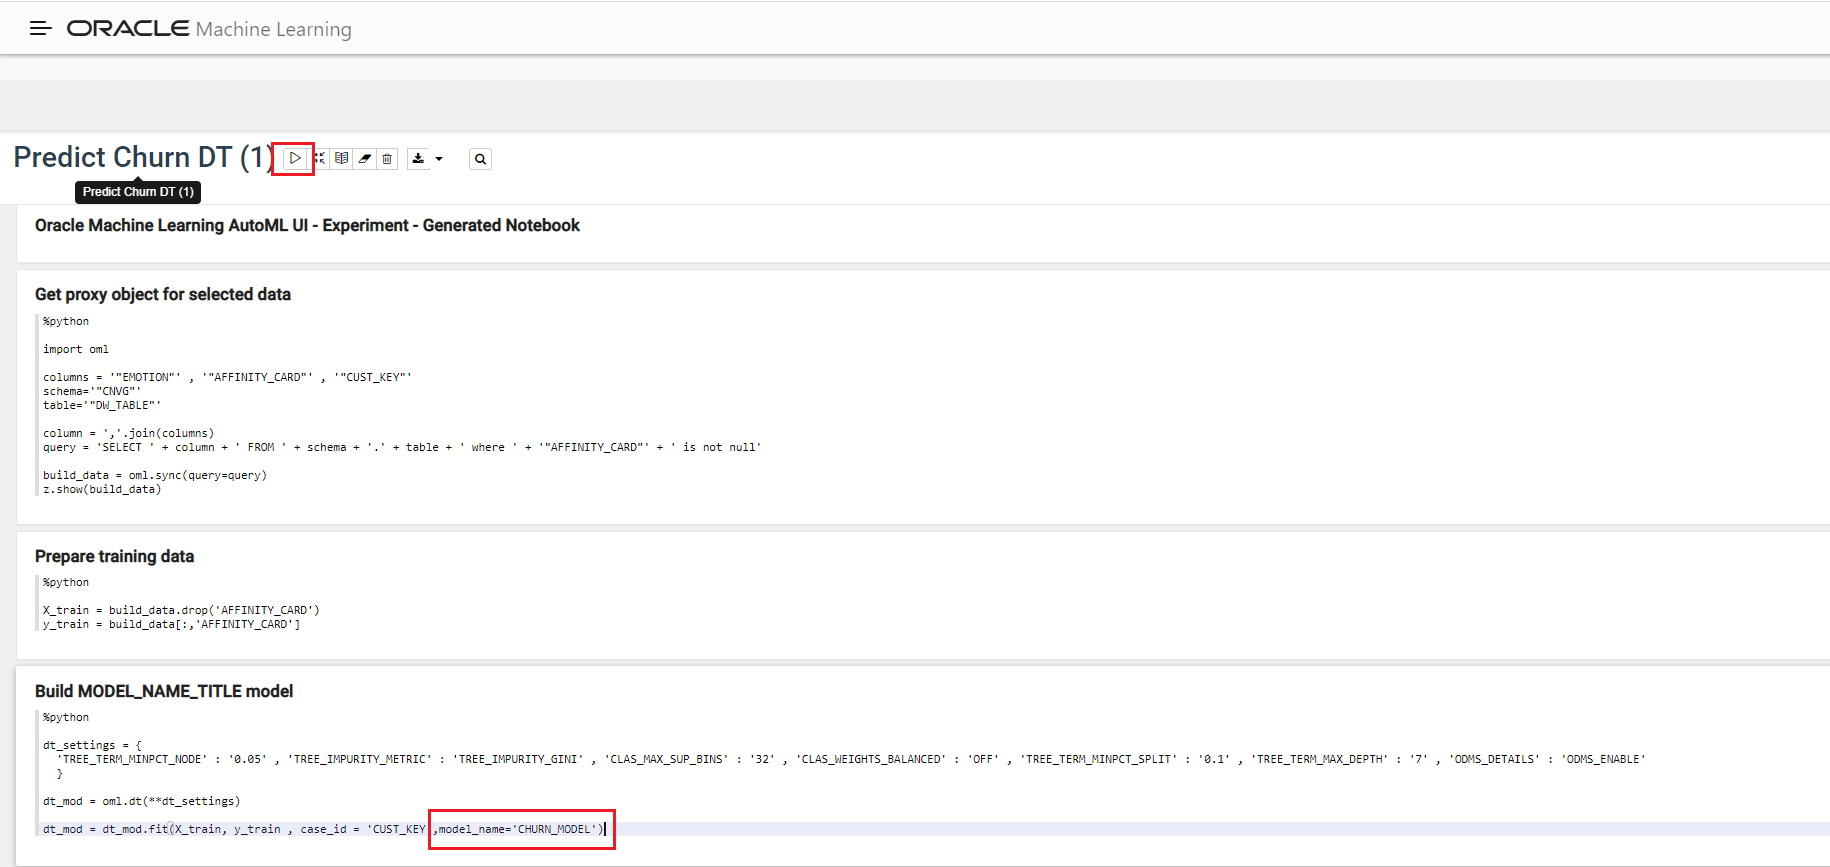 ORACLE Machine Learning
Predict Churn DT (1)
Predict Churn DT (1)
Oracle Machine Learning AutoML UI - Experiment - Generated Notebook
Get proxy object for selected data
%python
import oml
columns = '"EMOTION"' , '"AFFINITY_CARD"' , '"CUST_KEY"'
schema='"CNVG"'
table='"DW_TABLE"'
column = ','.join(columns)
query = 'SELECT ' + column + ' FROM ' + schema + '.' + table + ' where ' + '"AFFINITY_CARD"' + ' is not null'
build_data = oml.sync(query=query)
z.show(build_data)
Prepare training data
%python
X_train = build_data.drop('AFFINITY_CARD')
y_train = build_data[:,'AFFINITY_CARD']
Build MODEL_NAME_TITLE model
%python
dt_settings = {
'TREE_TERM_MINPCT_NODE' : '0.05' , 'TREE_IMPURITY_METRIC' : 'TREE_IMPURITY_GINI' , 'CLAS_MAX_SUP_BINS' : '32' , 'CLAS_WEIGHTS_BALANCED' : 'OFF' , 'TREE_TERM_MINPCT_SPLIT' : '0.1' , 'TREE_TERM_MAX_DEPTH' : '7' , 'ODMS_DETAILS' : 'ODMS_ENABLE'
}
dt_mod = oml.dt(**dt_settings)
dt_mod = dt_mod.fit(X_train, y_train , case_id = 'CUST_KEY ,model_name='CHURN_MODEL')